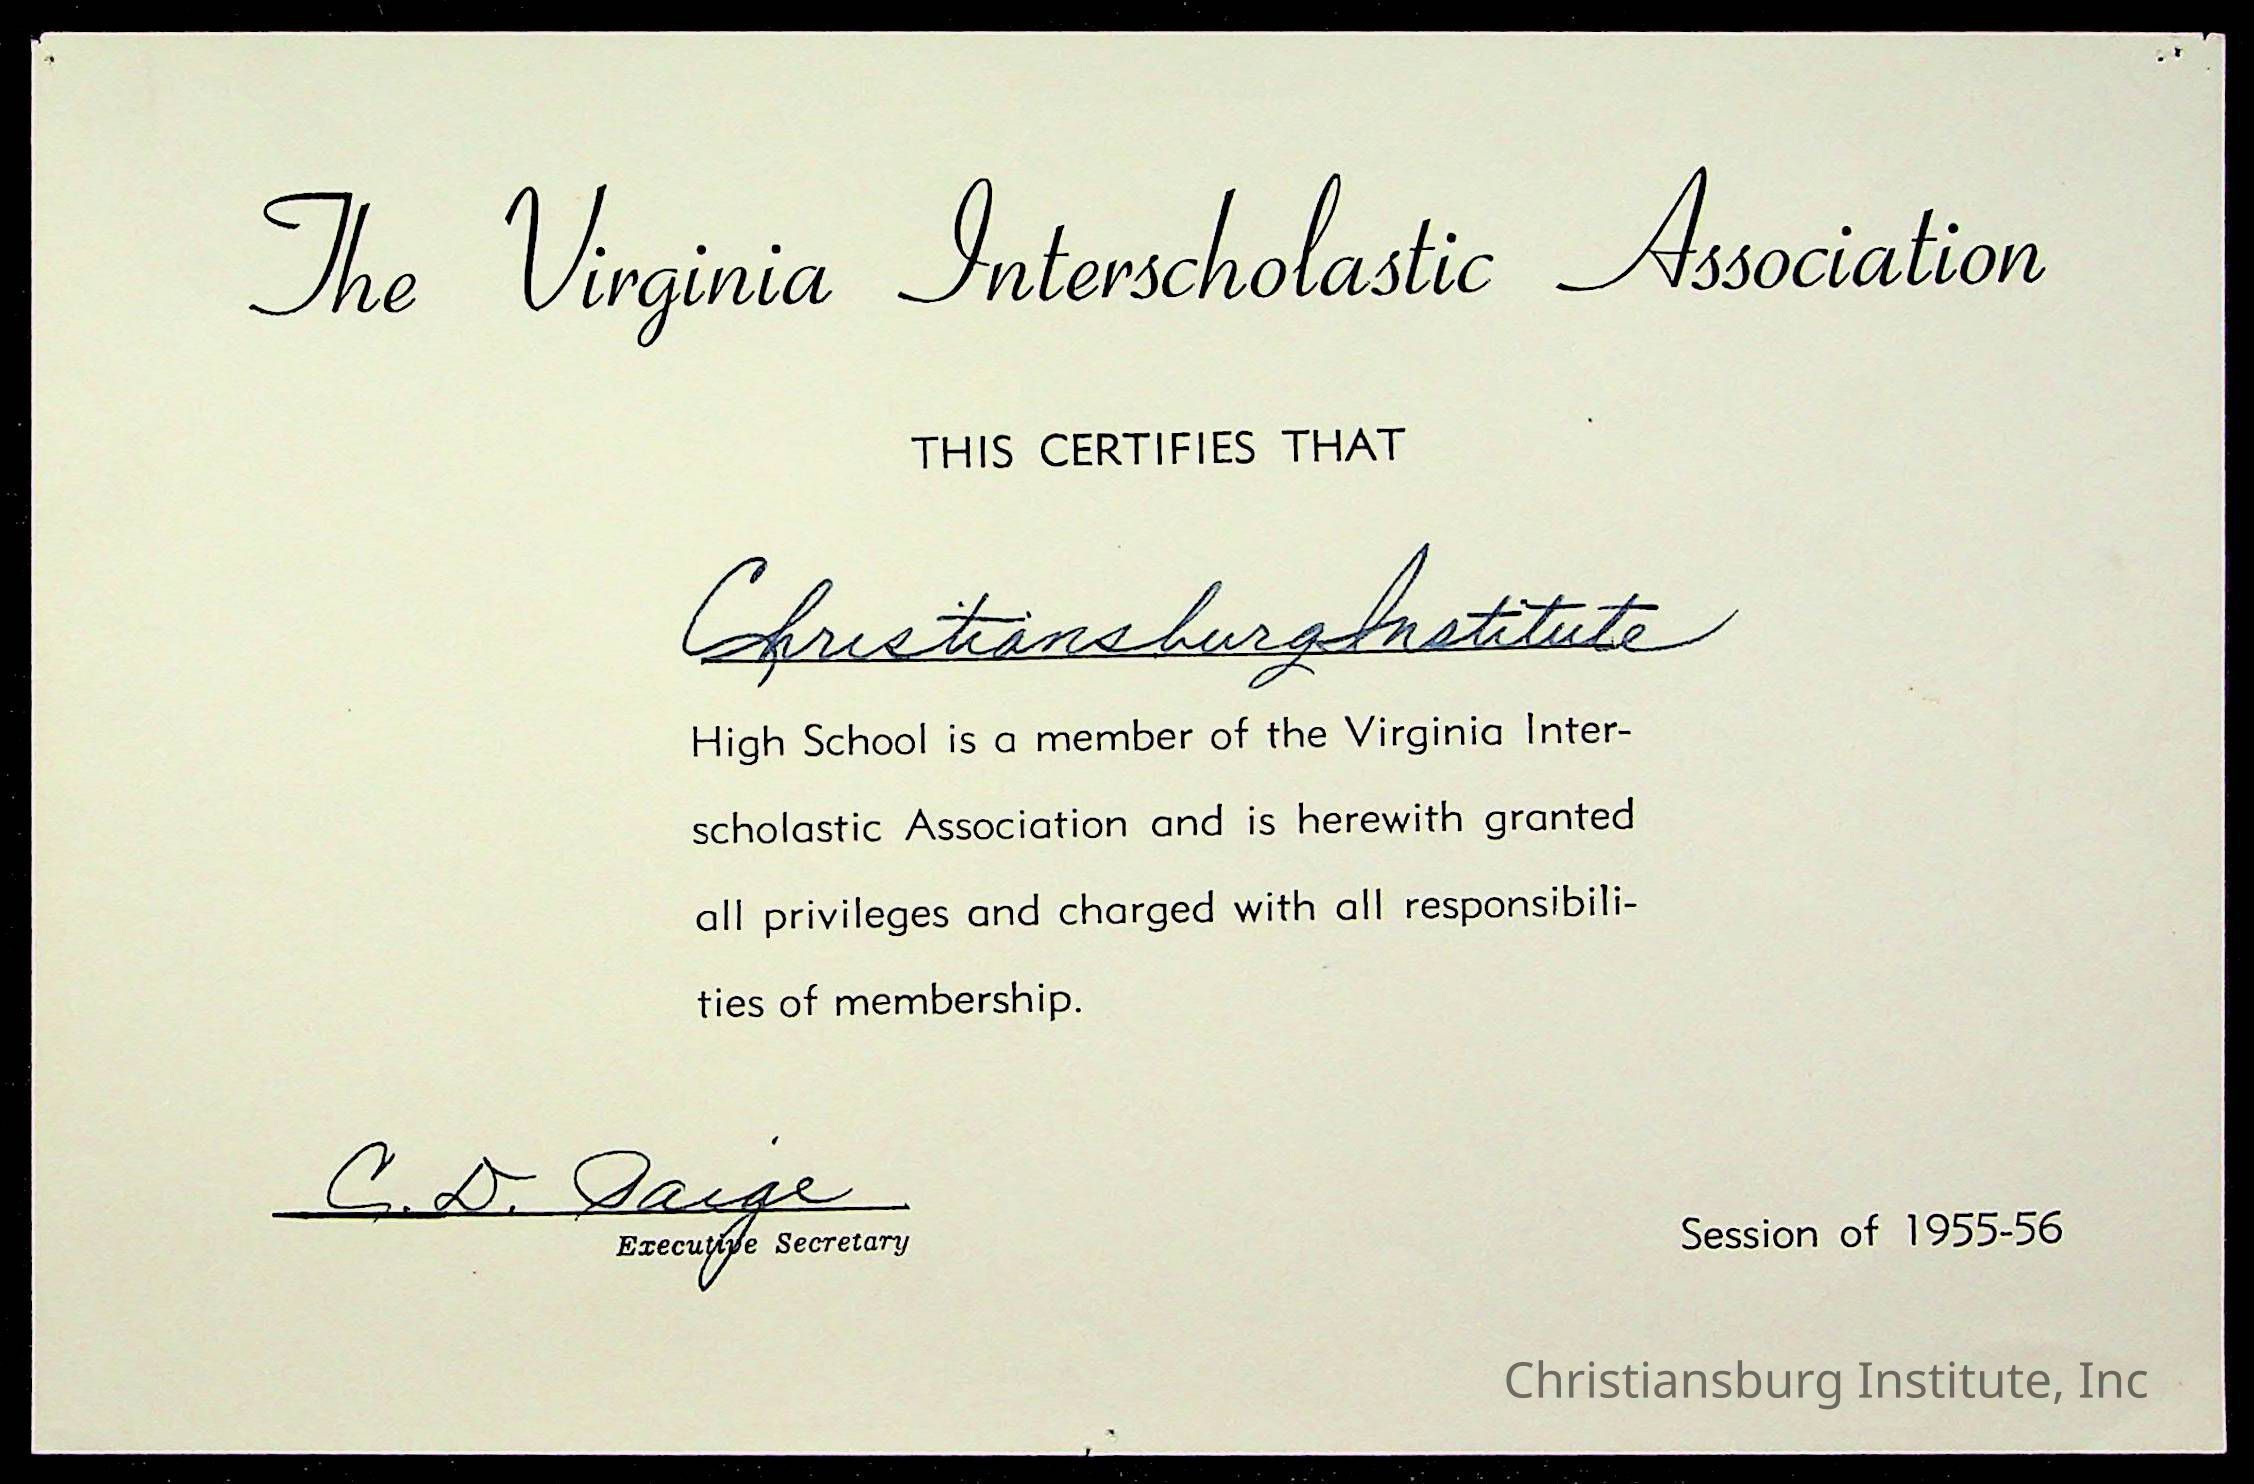 The Virginia Interscholastic Association
THIS CERTIFIES THAT
Christiansburg Institute
High School is a member of the Virginia Inter-
scholastic Association and is herewith granted
all privileges and charged with all responsibili-
ties of membership.
C. D. Paige
Executive Secretary
Session of 1955-56
Christiansburg Institute, Inc